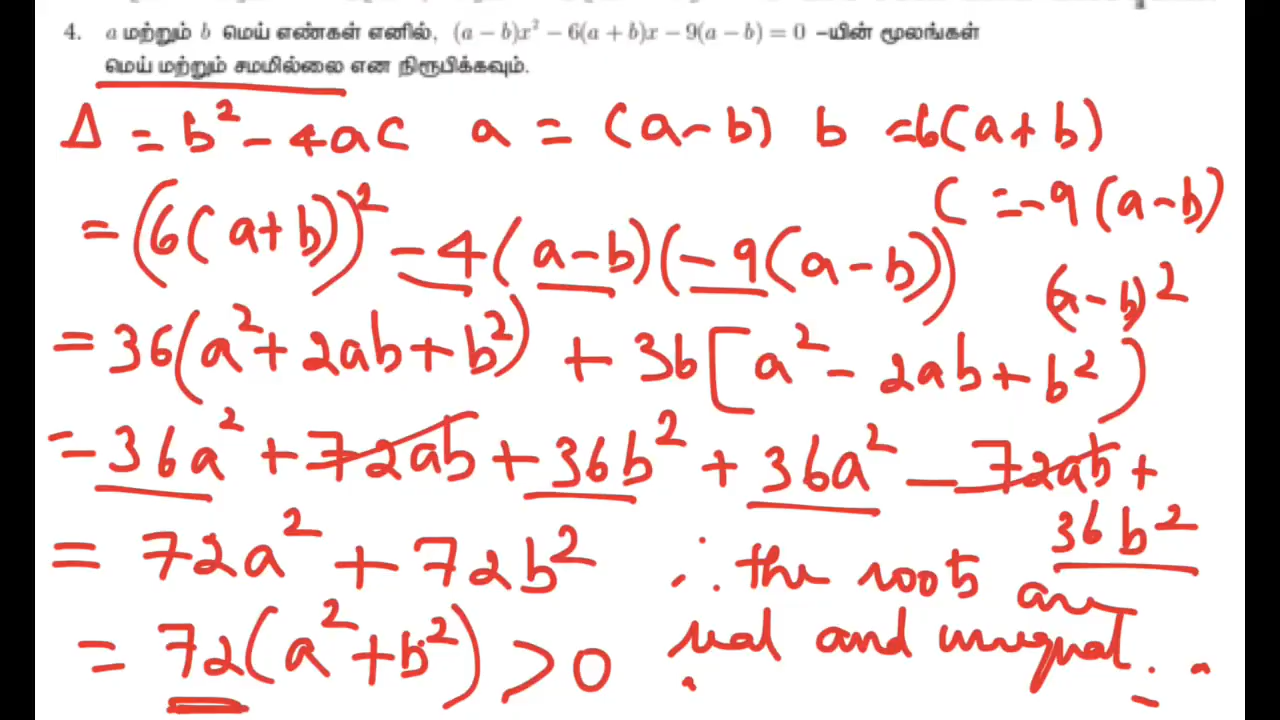 4. a மற்றும் b மெய் எண்கள் எனில், (a − b)x² − 6(a + b)x − 9(a − b) = 0 –யின் மூலங்கள்
மெய் மற்றும் சமமில்லை என நிரூபிக்கவும்.
Δ = b² − 4ac a = (a−b) b =6(a+b)
c = −9(a−b)
= (6(a+b))² −4(a−b)(−9(a−b))
(a−b)²
= 36(a²+2ab+b²) + 36[a² − 2ab+b²)
= 36a² + 72ab + 36b² + 36a² − 72ab +
36b²
= 72a² + 72b²
= 72(a²+b²) > 0
∴ the roots are
real and unequal.